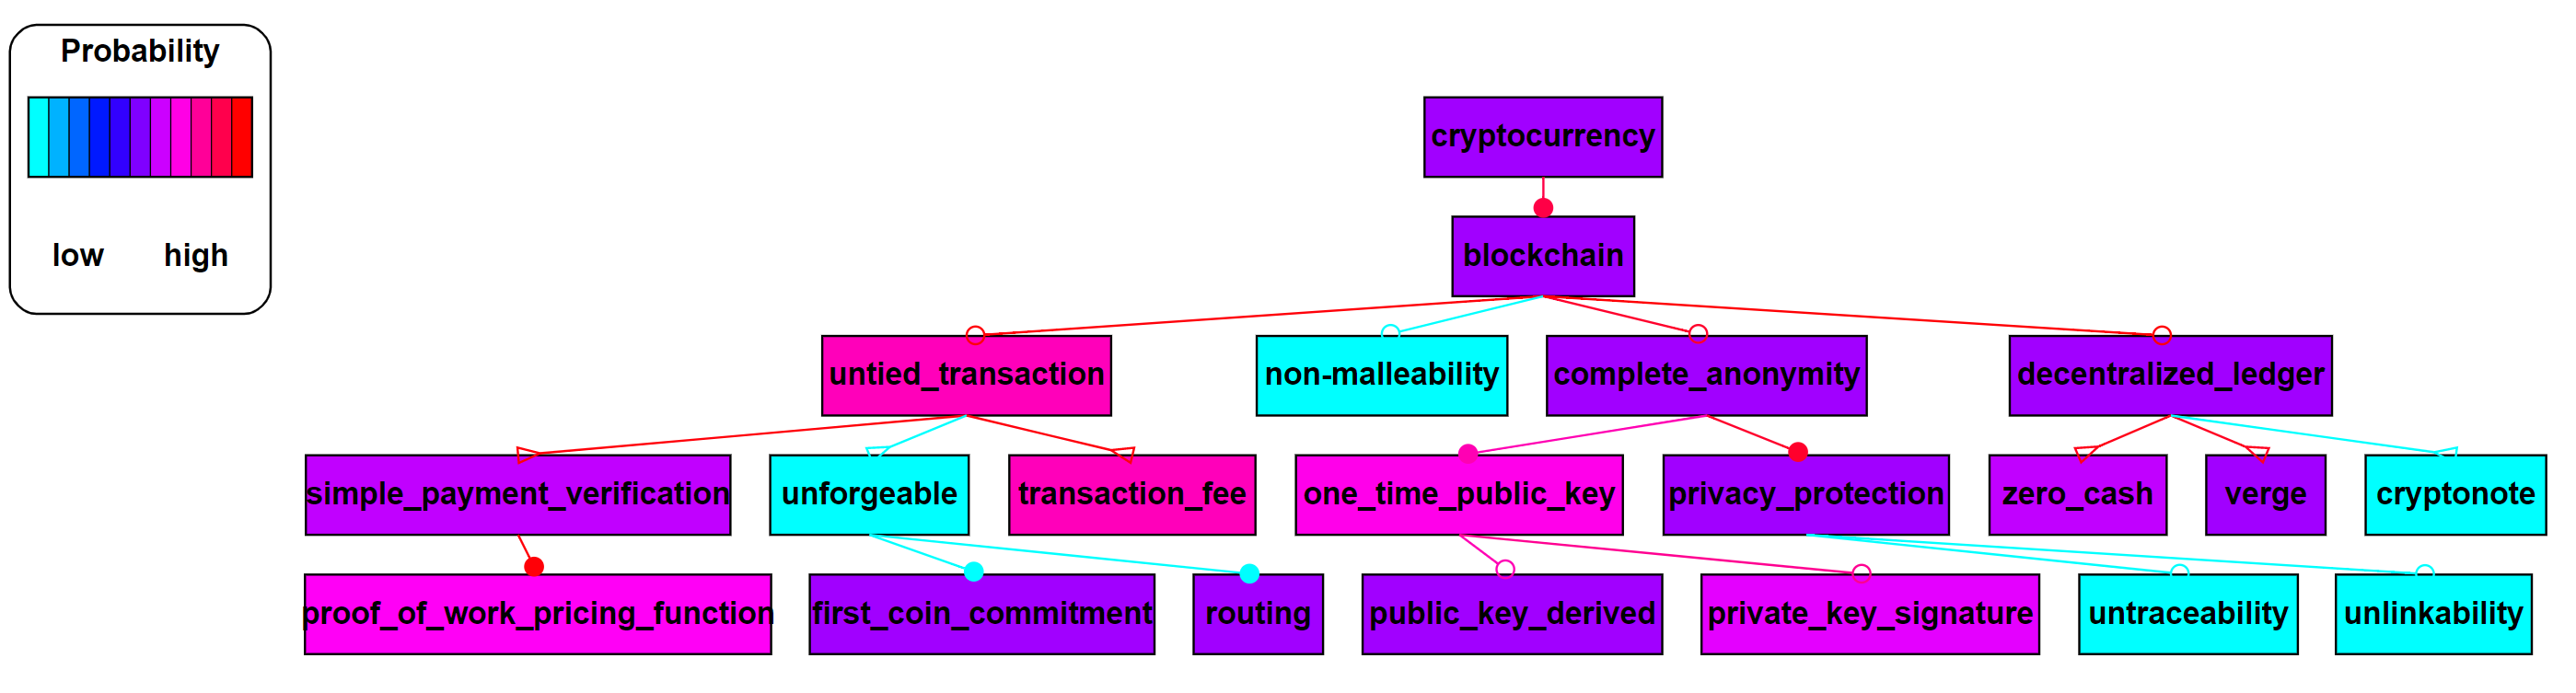 Probability
low high
cryptocurrency
blockchain
untied_transaction non-malleability complete_anonymity decentralized_ledger
simple_payment_verification unforgeable transaction_fee one_time_public_key privacy_protection zero_cash verge cryptonote
proof_of_work_pricing_function first_coin_commitment routing public_key_derived private_key_signature untraceability unlinkability